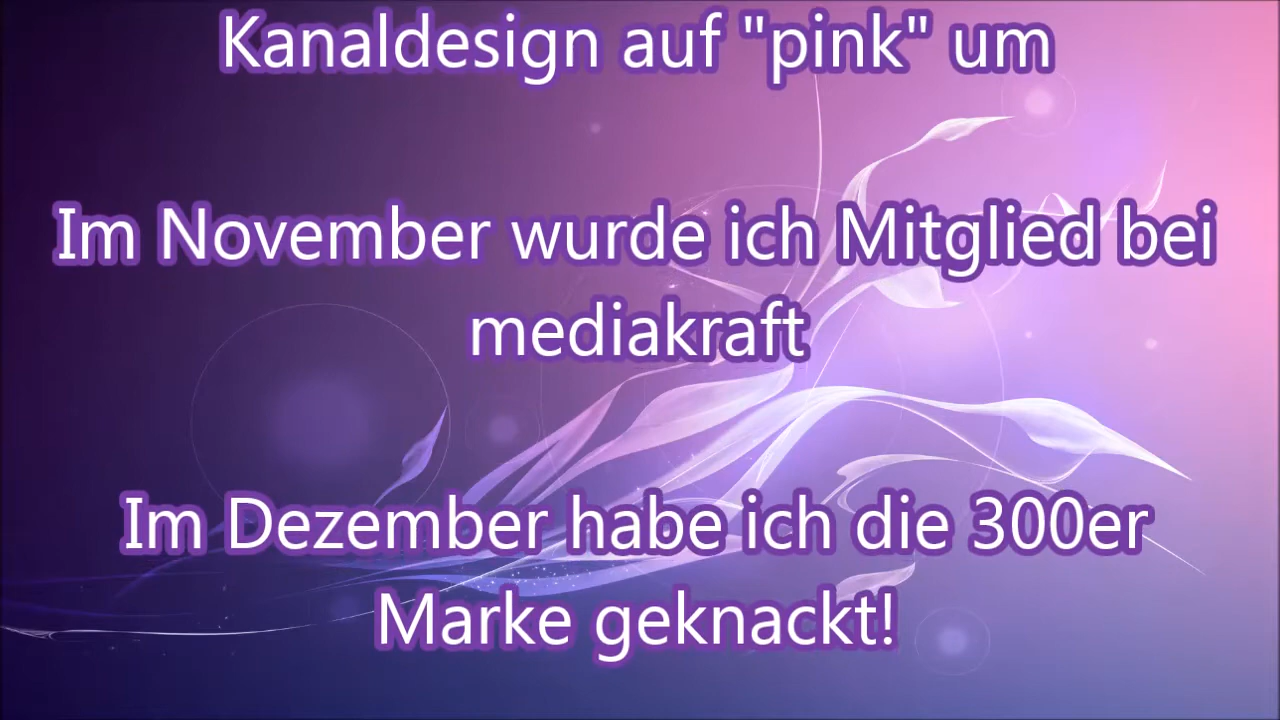 Kanaldesign auf "pink" um
Im November wurde ich Mitglied bei
mediakraft
Im Dezember habe ich die 300er
Marke geknackt!